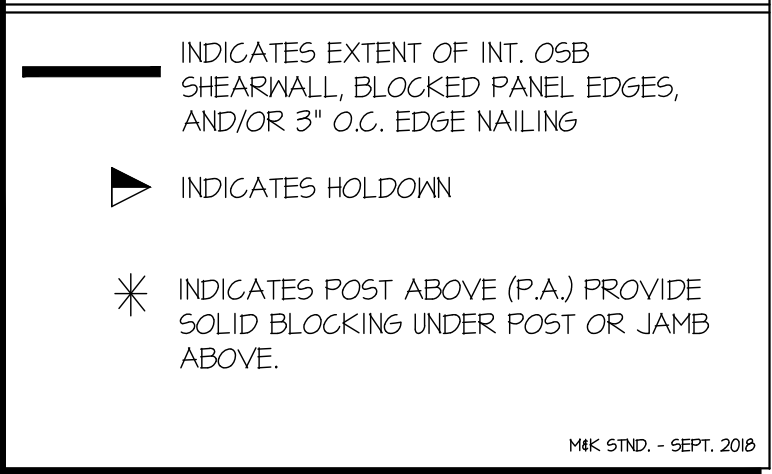 INDICATES EXTENT OF INT. OSB
SHEARWALL, BLOCKED PANEL EDGES,
AND/OR 3" O.C. EDGE NAILING
INDICATES HOLDOWN
INDICATES POST ABOVE (P.A.) PROVIDE
SOLID BLOCKING UNDER POST OR JAMB
ABOVE.
M&K STND. - SEPT. 2018